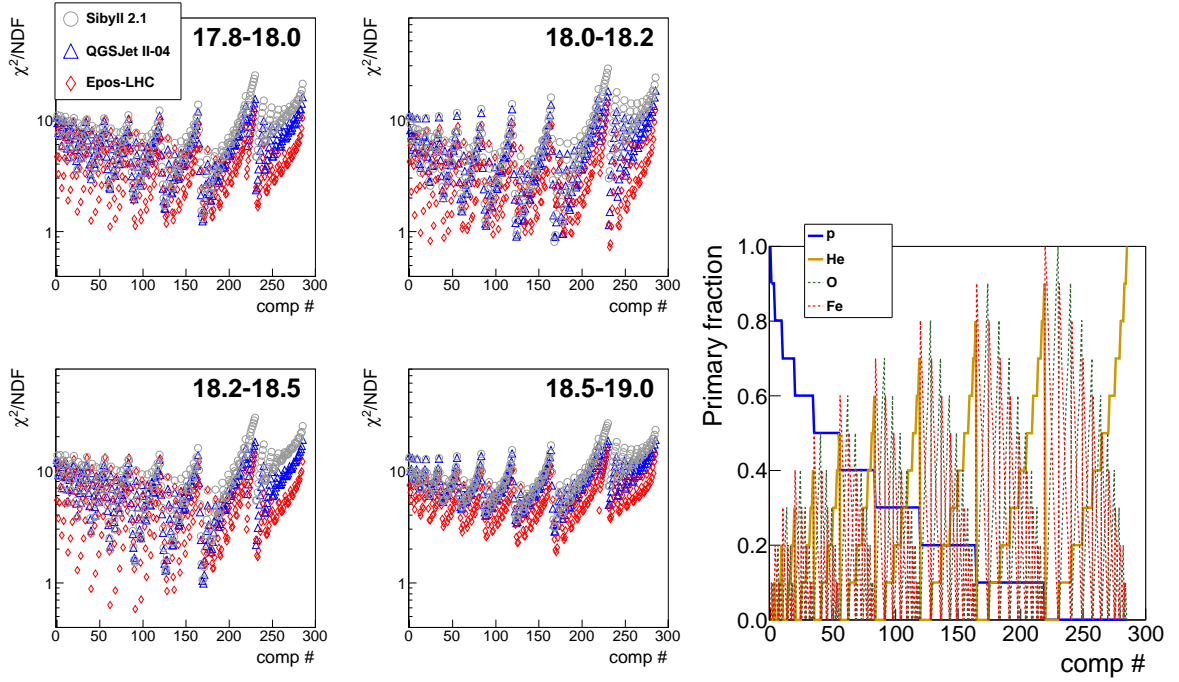 χ²/NDF
Sibyll 2.1
QGSJet II-04
Epos-LHC
17.8-18.0
10
1
0 50 100 150 200 250 300
comp #
χ²/NDF
18.0-18.2
10
1
0 50 100 150 200 250 300
comp #
χ²/NDF
18.2-18.5
10
1
0 50 100 150 200 250 300
comp #
χ²/NDF
18.5-19.0
10
1
0 50 100 150 200 250 300
comp #
Primary fraction
p
He
O
Fe
1.0
0.8
0.6
0.4
0.2
0.0
0 50 100 150 200 250 300
comp #